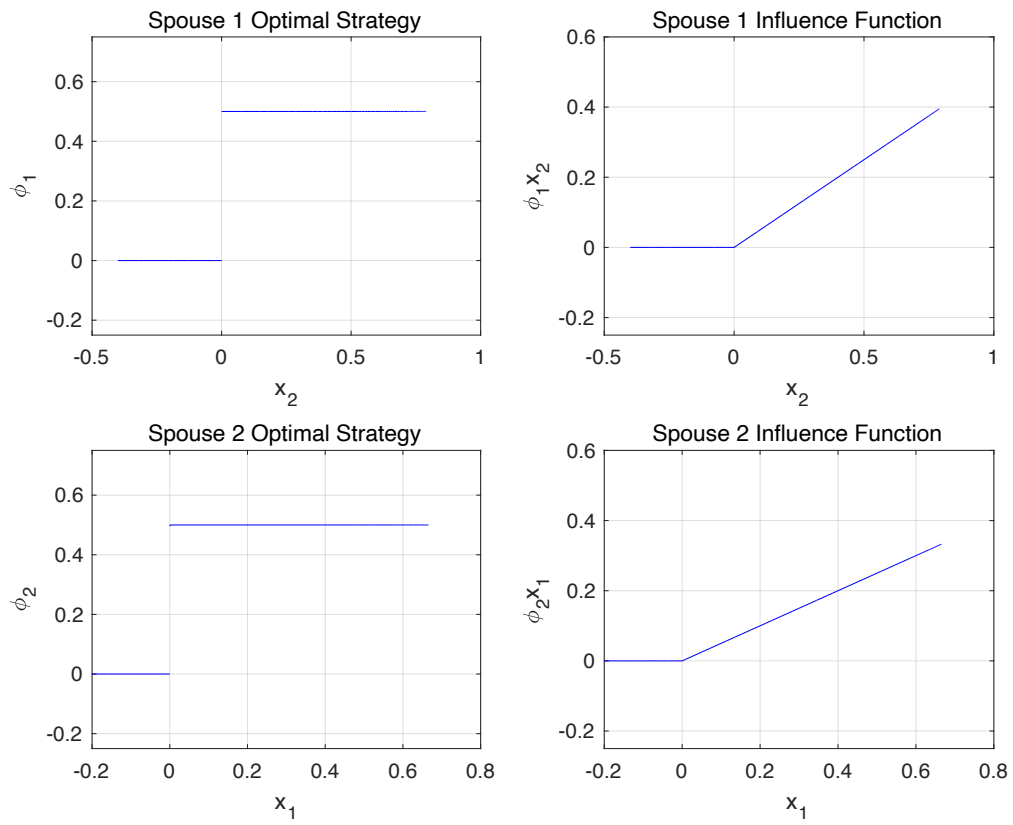 Spouse 1 Optimal Strategy
0.6
0.4
0.2
0
-0.2
ϕ₁
-0.5 0 0.5 1
x₂
Spouse 1 Influence Function
0.6
0.4
0.2
0
-0.2
ϕ₁x₂
-0.5 0 0.5 1
x₂
Spouse 2 Optimal Strategy
0.6
0.4
0.2
0
-0.2
ϕ₂
-0.2 0 0.2 0.4 0.6 0.8
x₁
Spouse 2 Influence Function
0.6
0.4
0.2
0
-0.2
ϕ₂x₁
-0.2 0 0.2 0.4 0.6 0.8
x₁